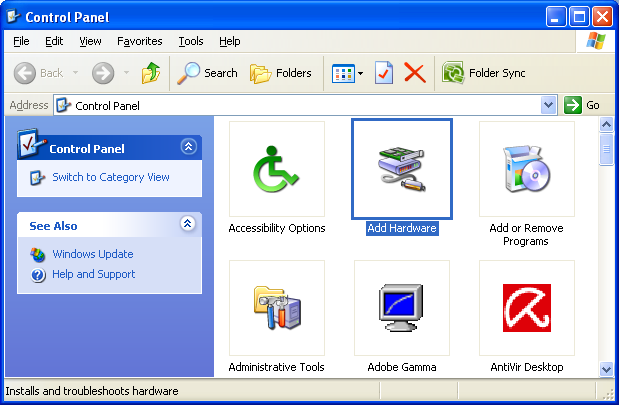 Control Panel
File Edit View Favorites Tools Help
Back Search Folders Folder Sync
Address Control Panel Go
Control Panel
Switch to Category View
See Also
Windows Update
Help and Support
Accessibility Options
Add Hardware
Add or Remove
Programs
Administrative Tools
Adobe Gamma
AntiVir Desktop
Installs and troubleshoots hardware